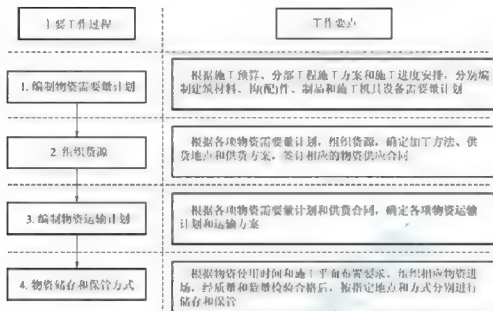 主要工作过程
工作要点
1. 编制物资需要量计划
根据施工预算、分部工程施工方案和施工进度安排，分别编
制建筑材料、构(配)件、制品和施工机具设备需要量计划
2. 组织货源
根据各项物资需要量计划，组织货源，确定加工方法、供
货地点和供货方案，签订相应的物资供应合同
3. 编制物资运输计划
根据各项物资需要量计划和供货合同，确定各项物资运输
计划和运输方案
4. 物资储存和保管方式
根据物资使用时间和施工平面布置要求，组织相应物资进
场，经质量和数量检验合格后，按指定地点和方式分别进行
储存和保管